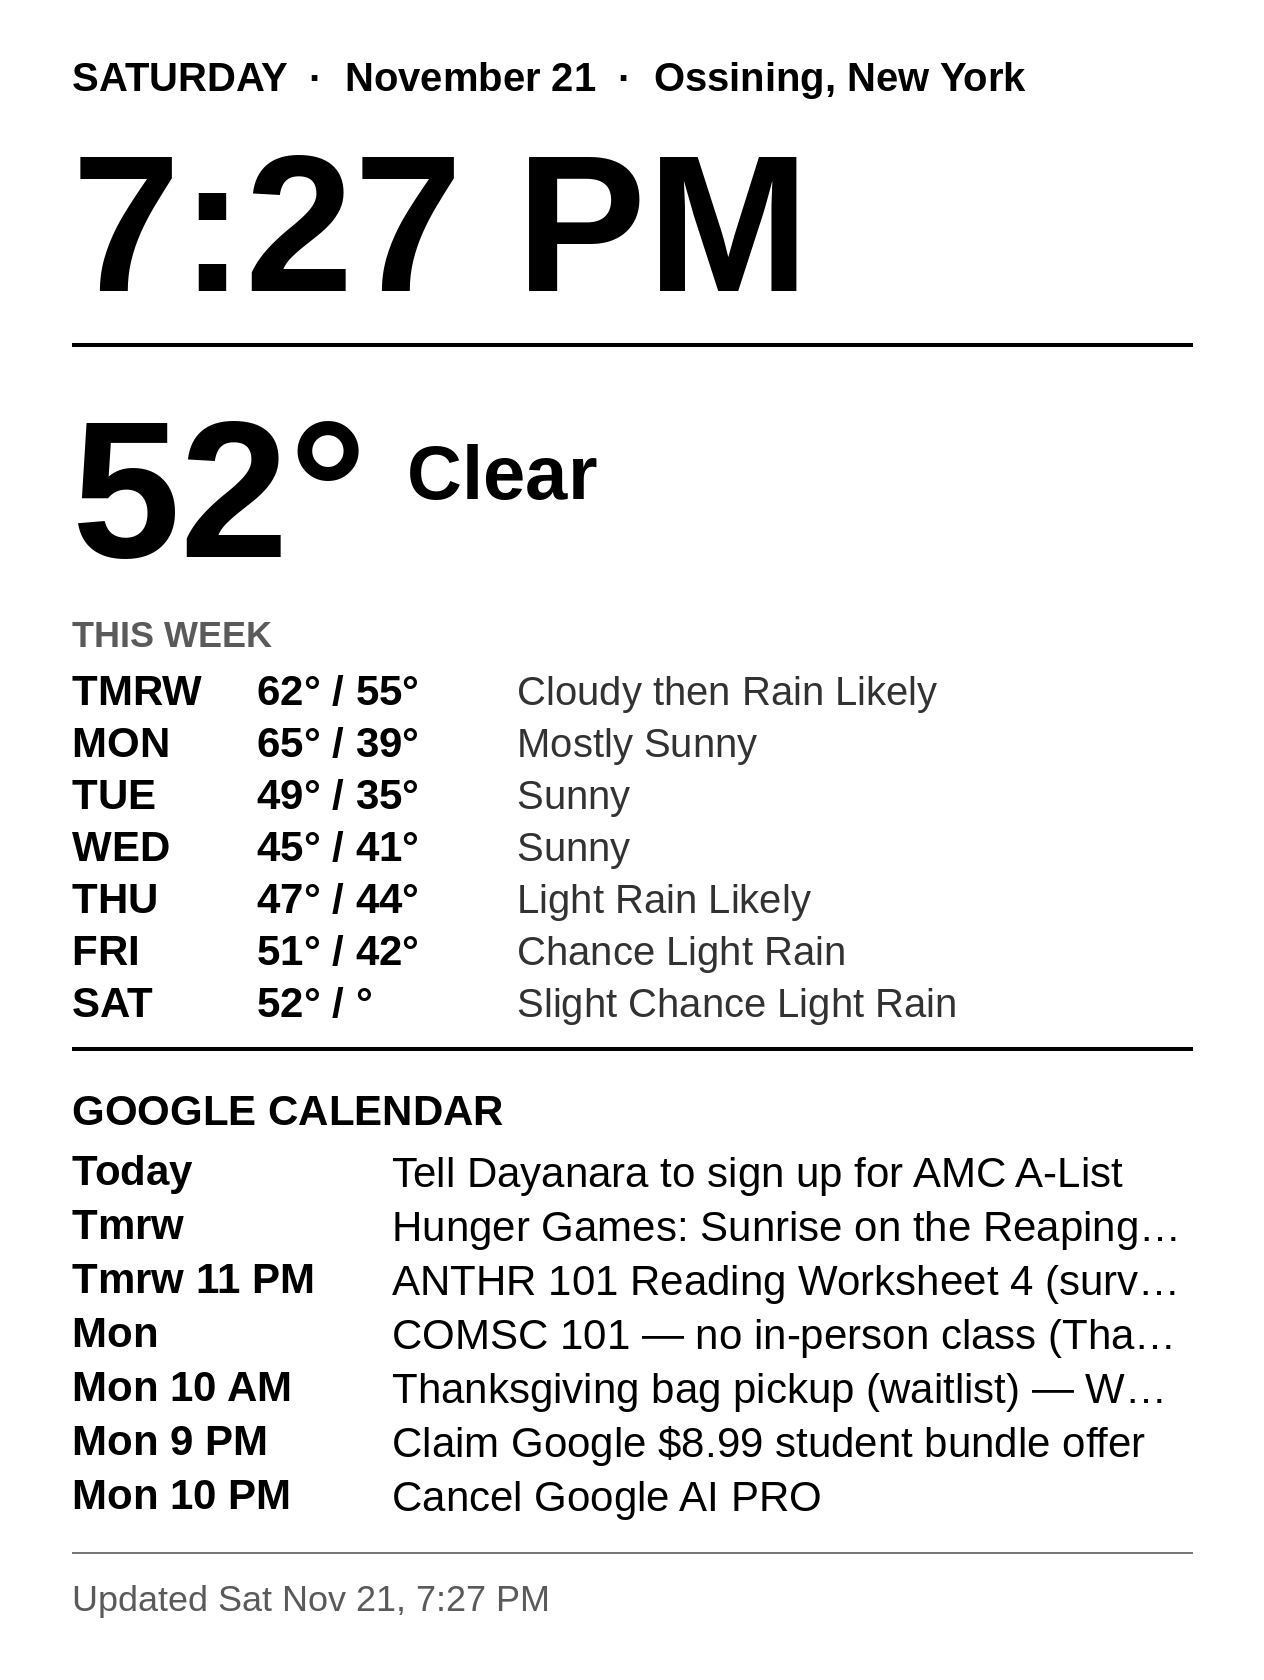 SATURDAY · November 21 · Ossining, New York
7:27 PM
52° Clear
THIS WEEK
TMRW 62° / 55° Cloudy then Rain Likely
MON 65° / 39° Mostly Sunny
TUE 49° / 35° Sunny
WED 45° / 41° Sunny
THU 47° / 44° Light Rain Likely
FRI 51° / 42° Chance Light Rain
SAT 52° / ° Slight Chance Light Rain
GOOGLE CALENDAR
Today Tell Dayanara to sign up for AMC A-List
Tmrw Hunger Games: Sunrise on the Reaping…
Tmrw 11 PM ANTHR 101 Reading Worksheet 4 (surv…
Mon COMSC 101 — no in-person class (Tha…
Mon 10 AM Thanksgiving bag pickup (waitlist) — W…
Mon 9 PM Claim Google $8.99 student bundle offer
Mon 10 PM Cancel Google AI PRO
Updated Sat Nov 21, 7:27 PM